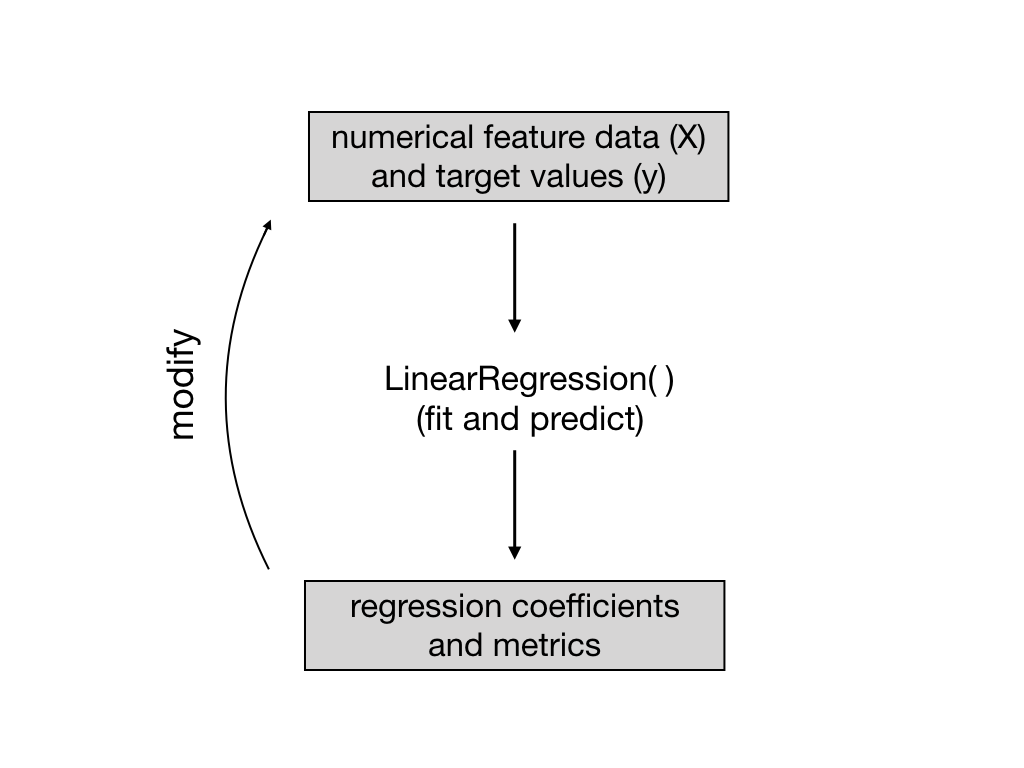 numerical feature data (X)
and target values (y)
modify
LinearRegression( )
(fit and predict)
regression coefficients
and metrics